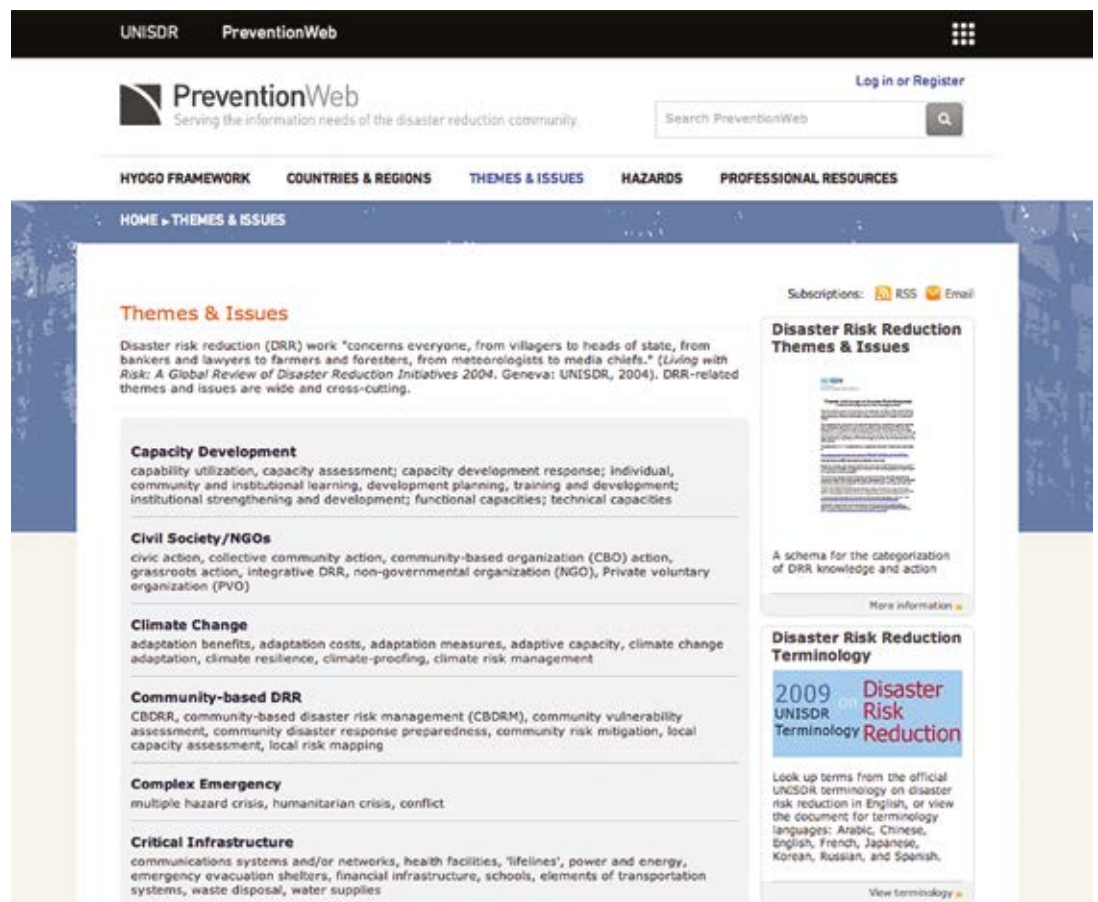 UNISDR PreventionWeb
PreventionWeb
Serving the information needs of the disaster reduction community.
Log in or Register
Search PreventionWeb
HYOGO FRAMEWORK COUNTRIES & REGIONS THEMES & ISSUES HAZARDS PROFESSIONAL RESOURCES
HOME ▸ THEMES & ISSUES
Themes & Issues
Disaster risk reduction (DRR) work "concerns everyone, from villagers to heads of state, from
bankers and lawyers to farmers and foresters, from meteorologists to media chiefs." (Living with
Risk: A Global Review of Disaster Reduction Initiatives 2004. Geneva: UNISDR, 2004). DRR-related
themes and issues are wide and cross-cutting.
Capacity Development
capability utilization, capacity assessment; capacity development response; individual,
community and institutional learning, development planning, training and development;
institutional strengthening and development; functional capacities; technical capacities
Civil Society/NGOs
civic action, collective community action, community-based organization (CBO) action,
grassroots action, integrative DRR, non-governmental organization (NGO), Private voluntary
organization (PVO)
Climate Change
adaptation benefits, adaptation costs, adaptation measures, adaptive capacity, climate change
adaptation, climate resilience, climate-proofing, climate risk management
Community-based DRR
CBDRR, community-based disaster risk management (CBDRM), community vulnerability
assessment, community disaster response preparedness, community risk mitigation, local
capacity assessment, local risk mapping
Complex Emergency
multiple hazard crisis, humanitarian crisis, conflict
Critical Infrastructure
communications systems and/or networks, health facilities, 'lifelines', power and energy,
emergency evacuation shelters, financial infrastructure, schools, elements of transportation
systems, waste disposal, water supplies
Subscriptions: RSS Email
Disaster Risk Reduction
Themes & Issues
A schema for the categorization
of DRR knowledge and action
More information
Disaster Risk Reduction
Terminology
2009
UNISDR
Terminology
on
Disaster
Risk
Reduction
Look up terms from the official
UNISDR terminology on disaster
risk reduction in English, or view
the document for terminology
languages: Arabic, Chinese,
English, French, Japanese,
Korean, Russian, and Spanish.
View terminology